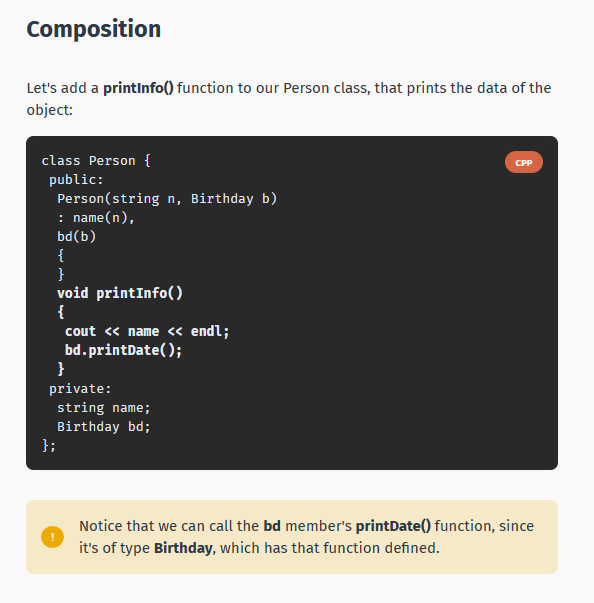 Composition
Let's add a printInfo() function to our Person class, that prints the data of the
object:
CPP
class Person {
 public:
  Person(string n, Birthday b)
  : name(n),
  bd(b)
  {
  }
  void printInfo()
  {
   cout << name << endl;
   bd.printDate();
  }
 private:
  string name;
  Birthday bd;
};
Notice that we can call the bd member's printDate() function, since
it's of type Birthday, which has that function defined.